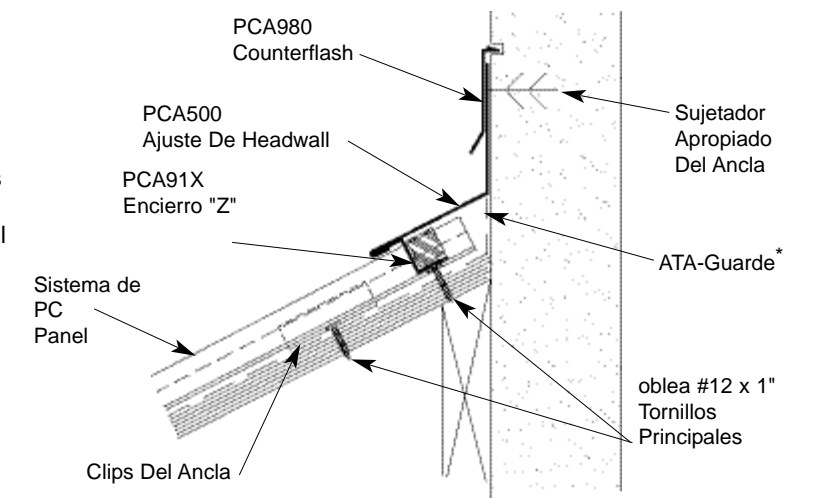 PCA980
Counterflash
PCA500
Ajuste De Headwall
PCA91X
Encierro "Z"
Sistema de
PC
Panel
Clips Del Ancla
Sujetador
Apropiado
Del Ancla
ATA-Guarde*
oblea #12 x 1"
Tornillos
Principales